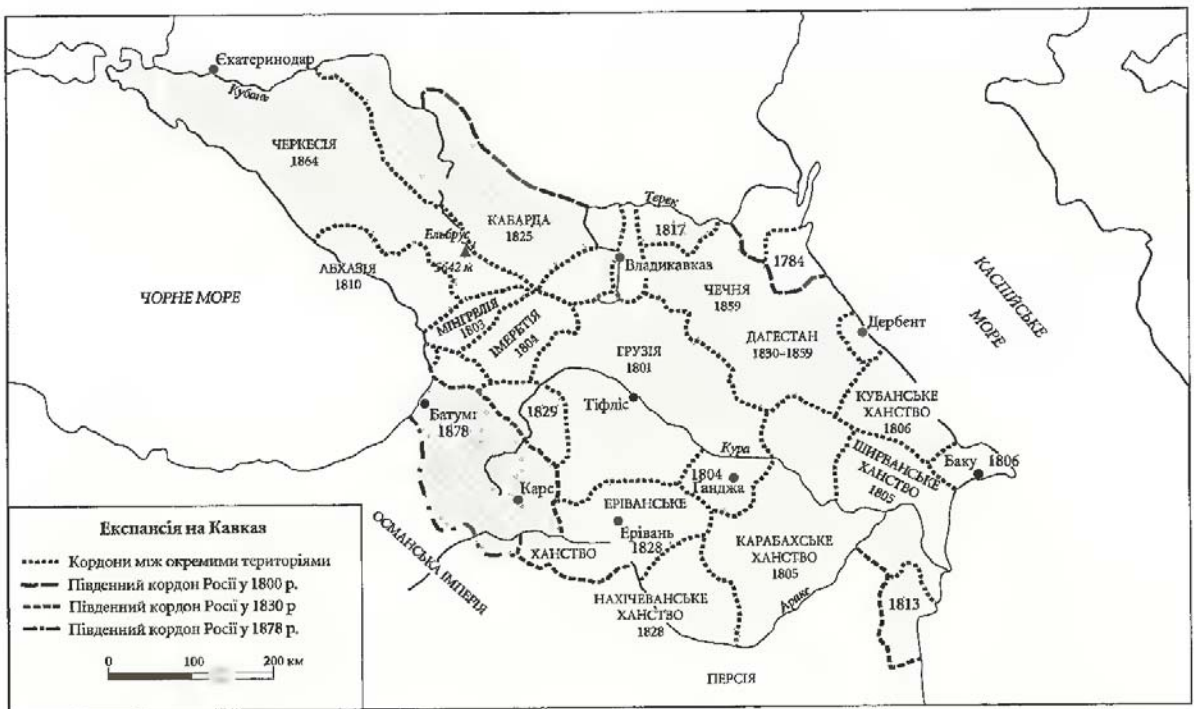 Єкатеринодар
Кубань
ЧЕРКЕСІЯ
1864
КАБАРДА
1825
Ельбрус
5642 м
АБХАЗІЯ
1810
ЧОРНЕ МОРЕ
МІНГРЕЛІЯ
1803
ІМЕРЕТІЯ
1804
Терек
1817
Владикавказ
1784
ЧЕЧНЯ
1859
ДАГЕСТАН
1830–1859
Дербент
КАСПІЙСЬКЕ
МОРЕ
ГРУЗІЯ
1801
Тіфліс
КУБАНСЬКЕ
ХАНСТВО
1806
Батумі
1878
1829
Кура
1804
Ганджа
ШИРВАНСЬКЕ
ХАНСТВО
1805
Баку 1806
Карс
ЕРІВАНСЬКЕ
Ерівань
1828
ХАНСТВО
КАРАБАХСЬКЕ
ХАНСТВО
1805
ОСМАНСЬКА ІМПЕРІЯ
НАХІЧЕВАНСЬКЕ
ХАНСТВО
1828
Аракс
1813
ПЕРСІЯ
Експансія на Кавказ
Кордони між окремими територіями
Південний кордон Росії у 1800 р.
Південний кордон Росії у 1830 р
Південний кордон Росії у 1878 р.
0 100 200 км